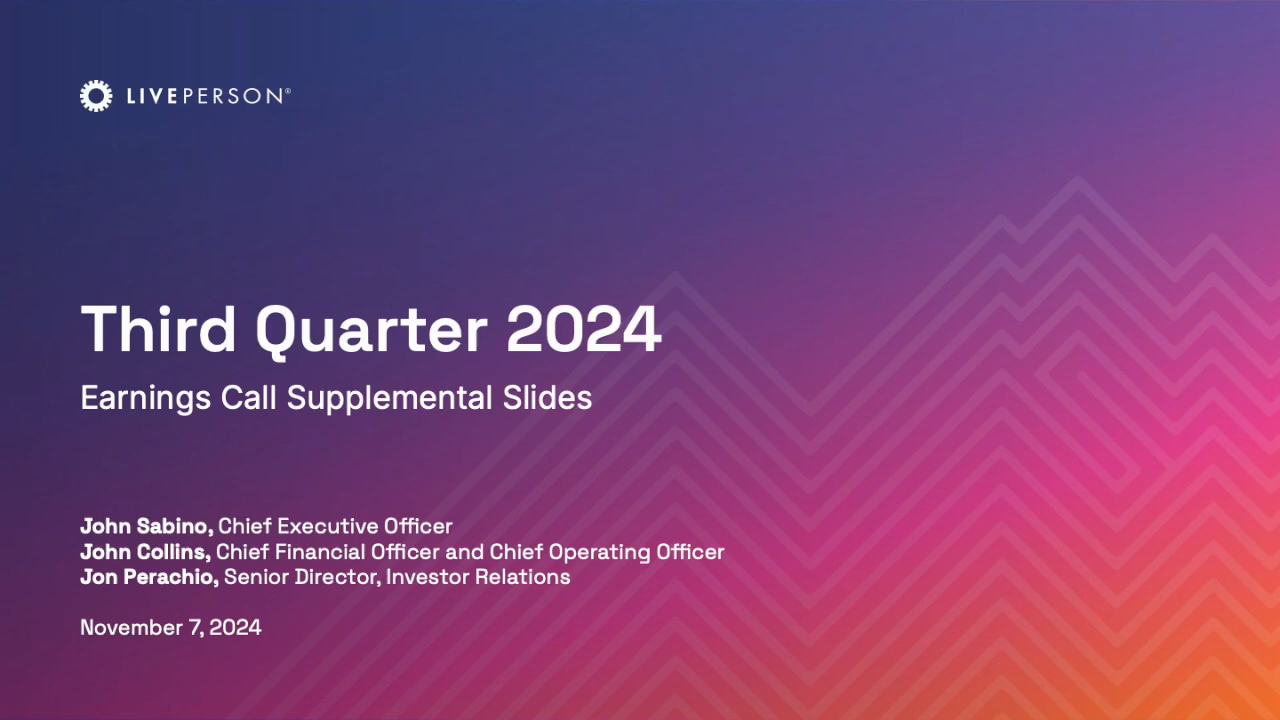 LIVEPERSON®
Third Quarter 2024
Earnings Call Supplemental Slides
John Sabino, Chief Executive Officer
John Collins, Chief Financial Officer and Chief Operating Officer
Jon Perachio, Senior Director, Investor Relations
November 7, 2024